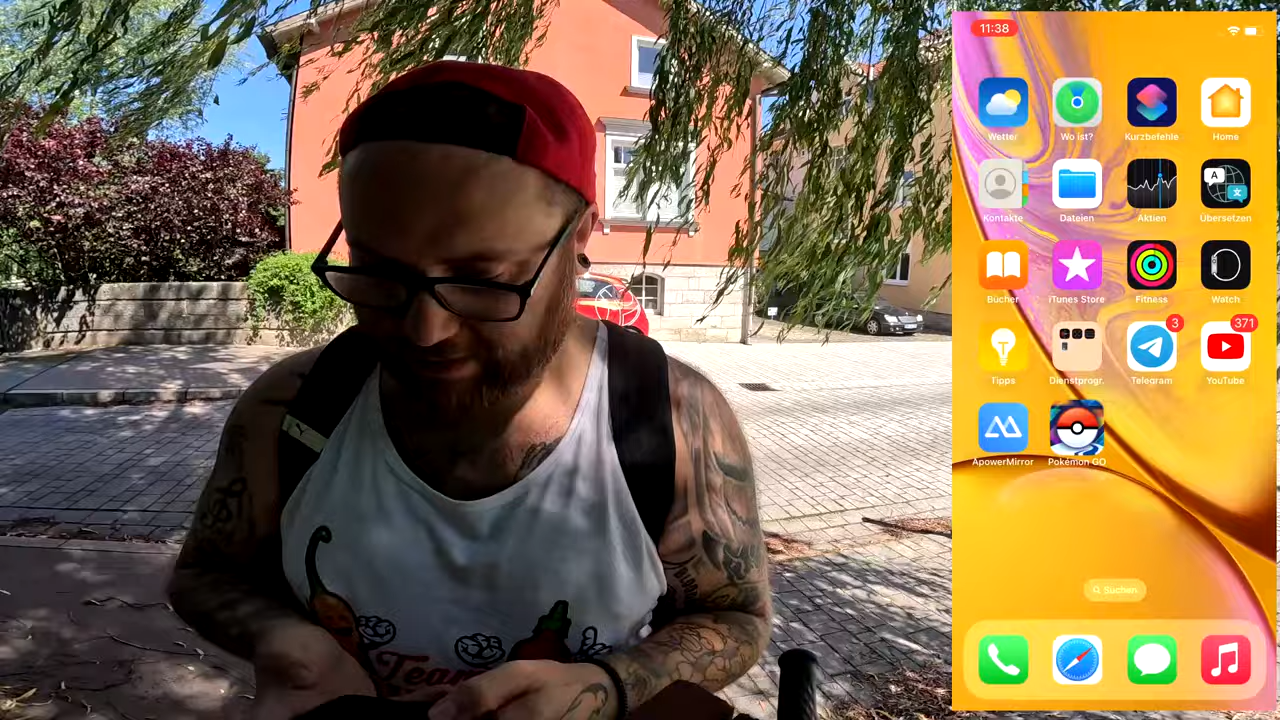 11:38
Wetter
Wo ist?
Kurzbefehle
Home
Kontakte
Dateien
Aktien
Übersetzen
Bücher
iTunes Store
Fitness
Watch
Tipps
Dienstprogr.
3
Telegram
371
YouTube
ApowerMirror
Pokémon GO
Suchen
Team